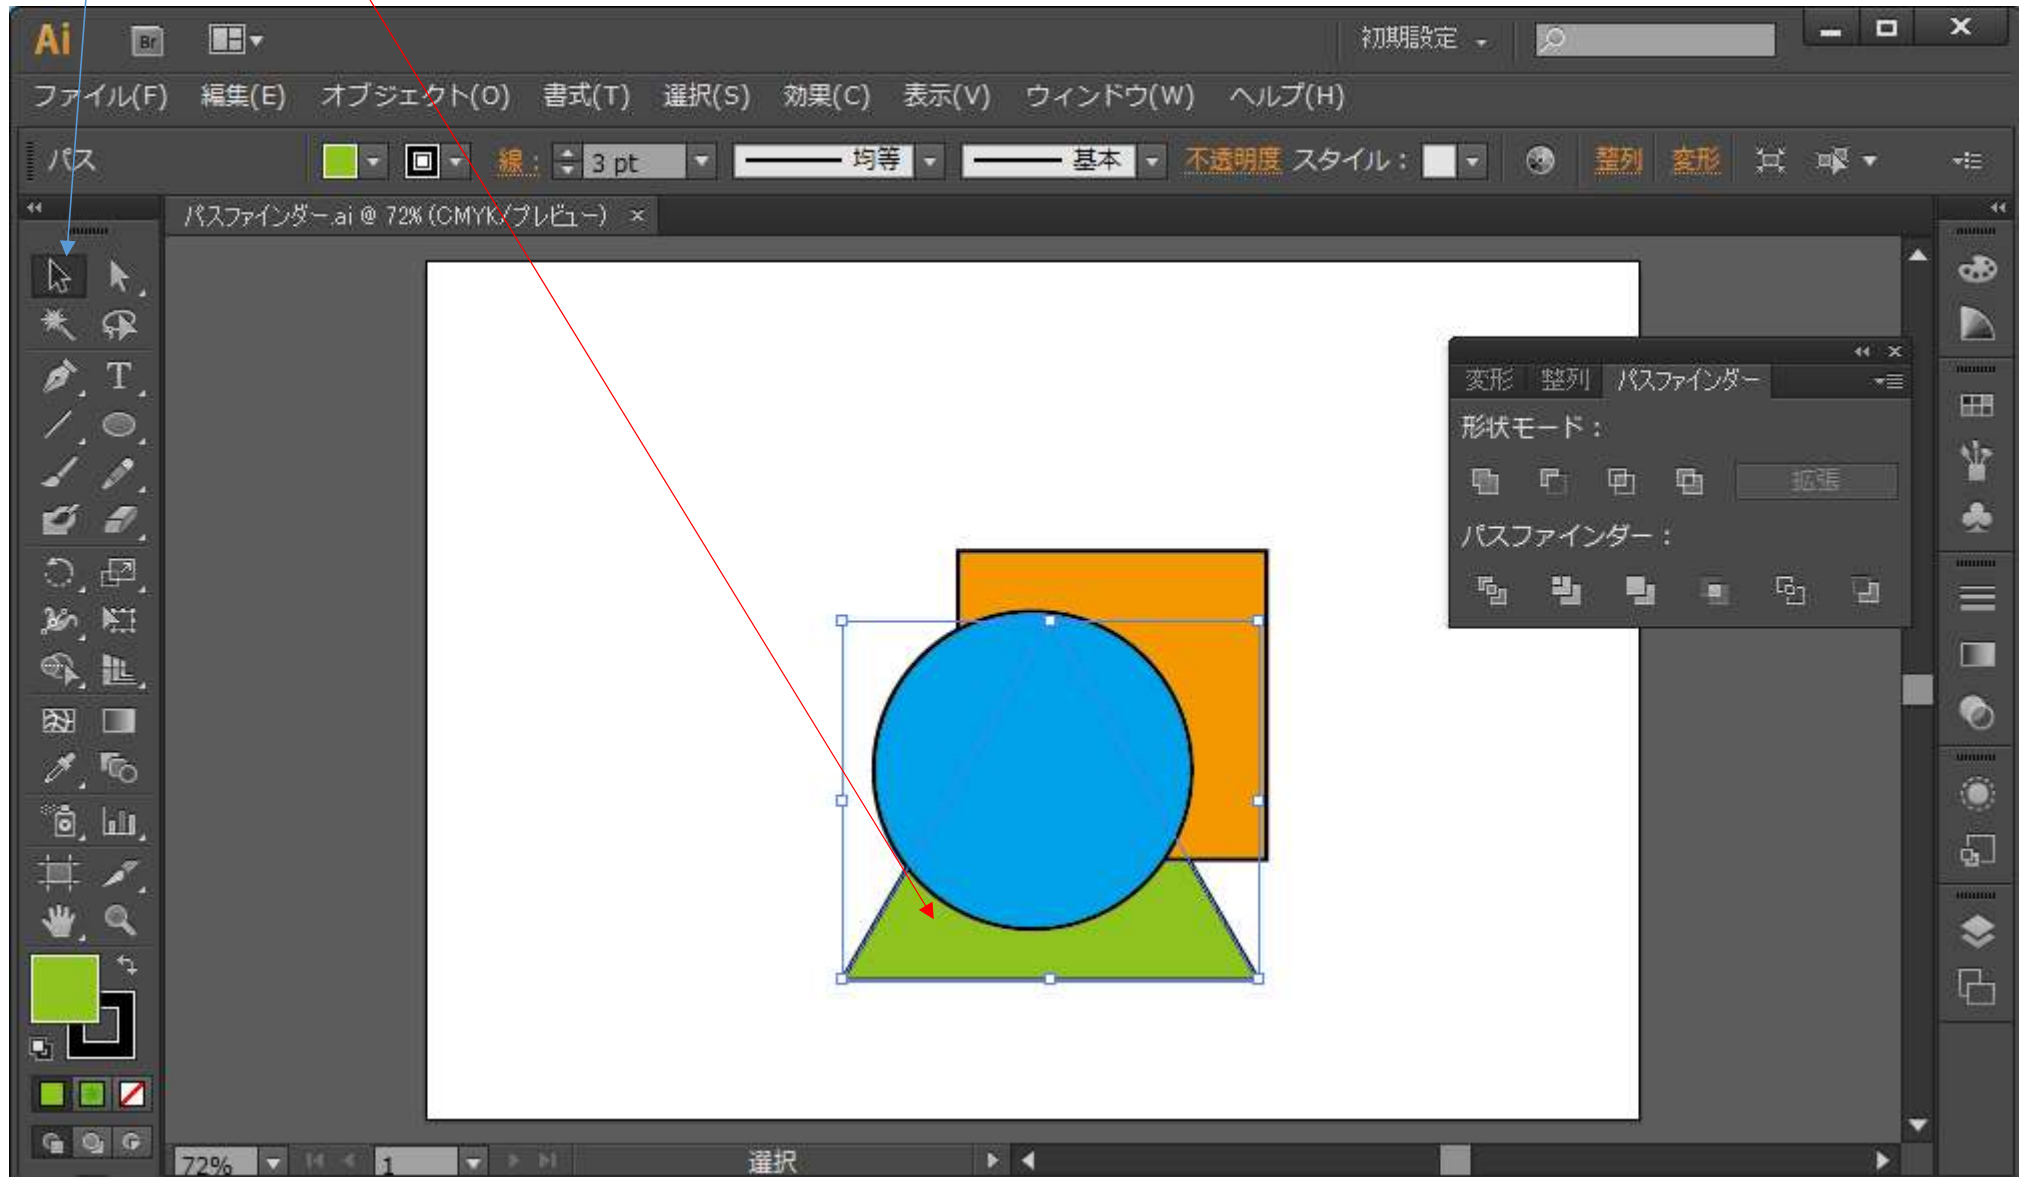 Ai Br 初期設定
ファイル(F) 編集(E) オブジェクト(O) 書式(T) 選択(S) 効果(C) 表示(V) ウィンドウ(W) ヘルプ(H)
パス 線: 3 pt 均等 基本 不透明度 スタイル: 整列 変形
パスファインダー.ai @ 72% (CMYK/プレビュー) ×
変形 整列 パスファインダー
形状モード:
拡張
パスファインダー:
T
72% 1 選択